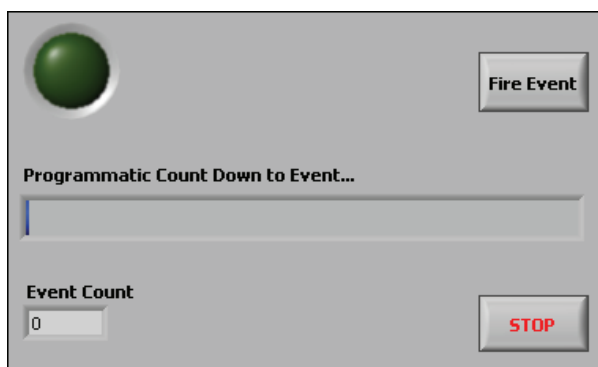 Fire Event
Programmatic Count Down to Event...
Event Count
0
STOP